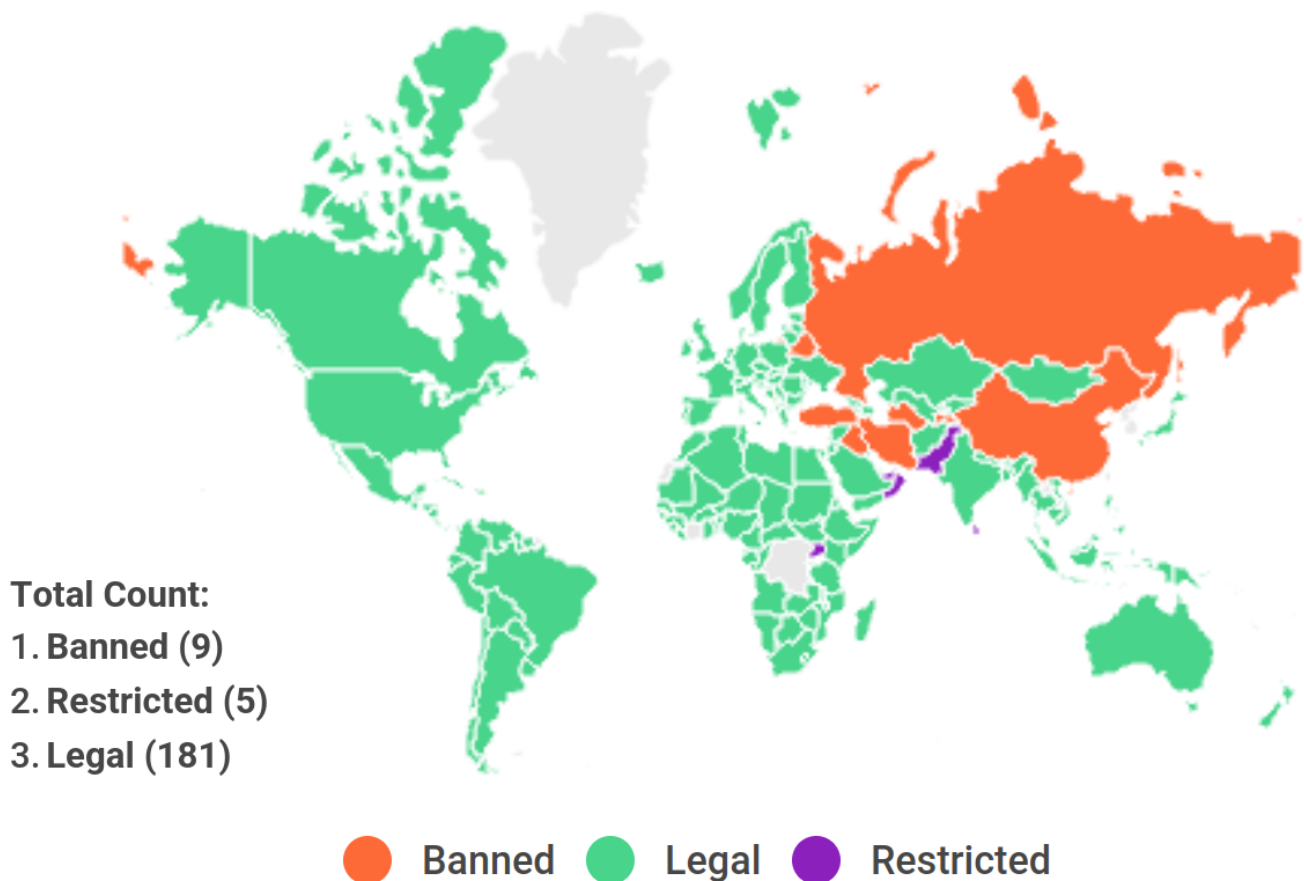 Total Count:
1. Banned (9)
2. Restricted (5)
3. Legal (181)
Banned Legal Restricted